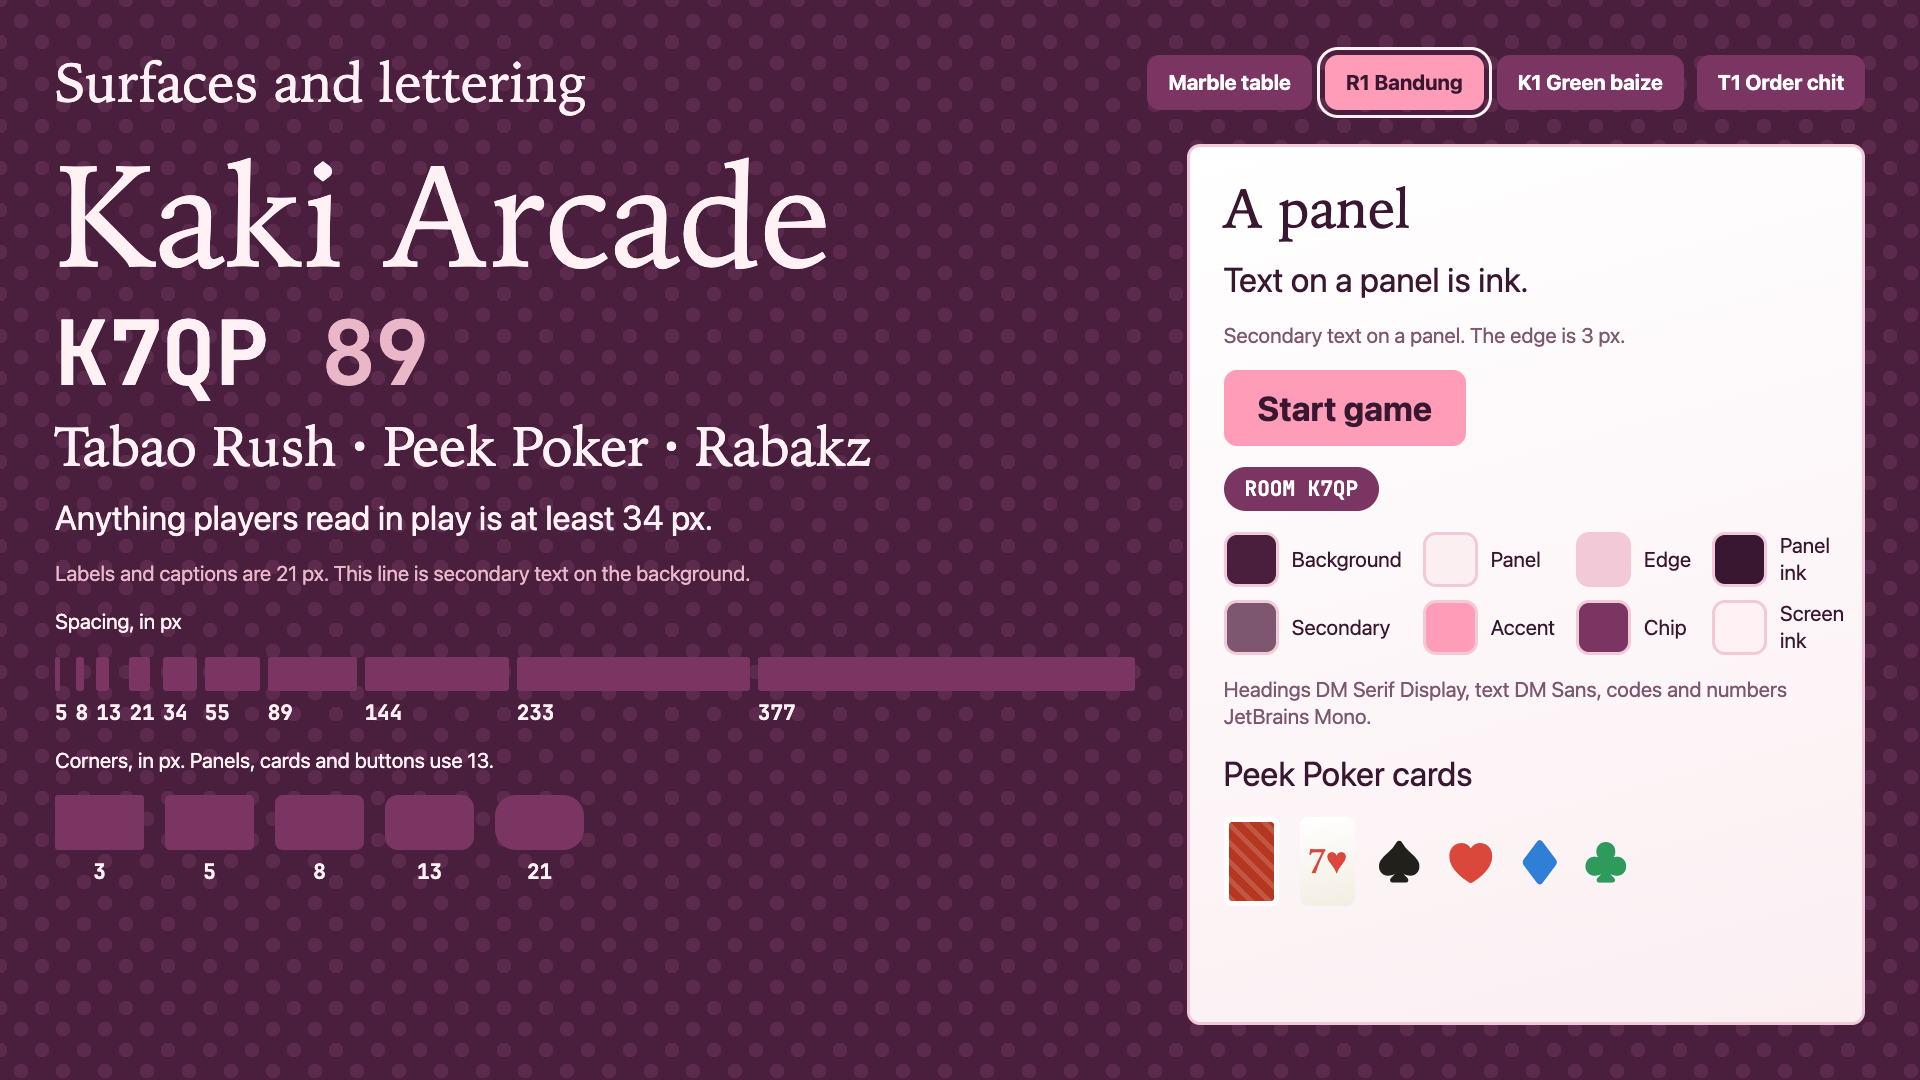 Surfaces and lettering
Marble table
R1 Bandung
K1 Green baize
T1 Order chit
Kaki Arcade
K7QP 89
Tabao Rush · Peek Poker · Rabakz
Anything players read in play is at least 34 px.
Labels and captions are 21 px. This line is secondary text on the background.
Spacing, in px
5 8 13 21 34 55 89 144 233 377
Corners, in px. Panels, cards and buttons use 13.
3 5 8 13 21
A panel
Text on a panel is ink.
Secondary text on a panel. The edge is 3 px.
Start game
ROOM K7QP
Background
Panel
Edge
Panel
ink
Secondary
Accent
Chip
Screen
ink
Headings DM Serif Display, text DM Sans, codes and numbers
JetBrains Mono.
Peek Poker cards
7♥